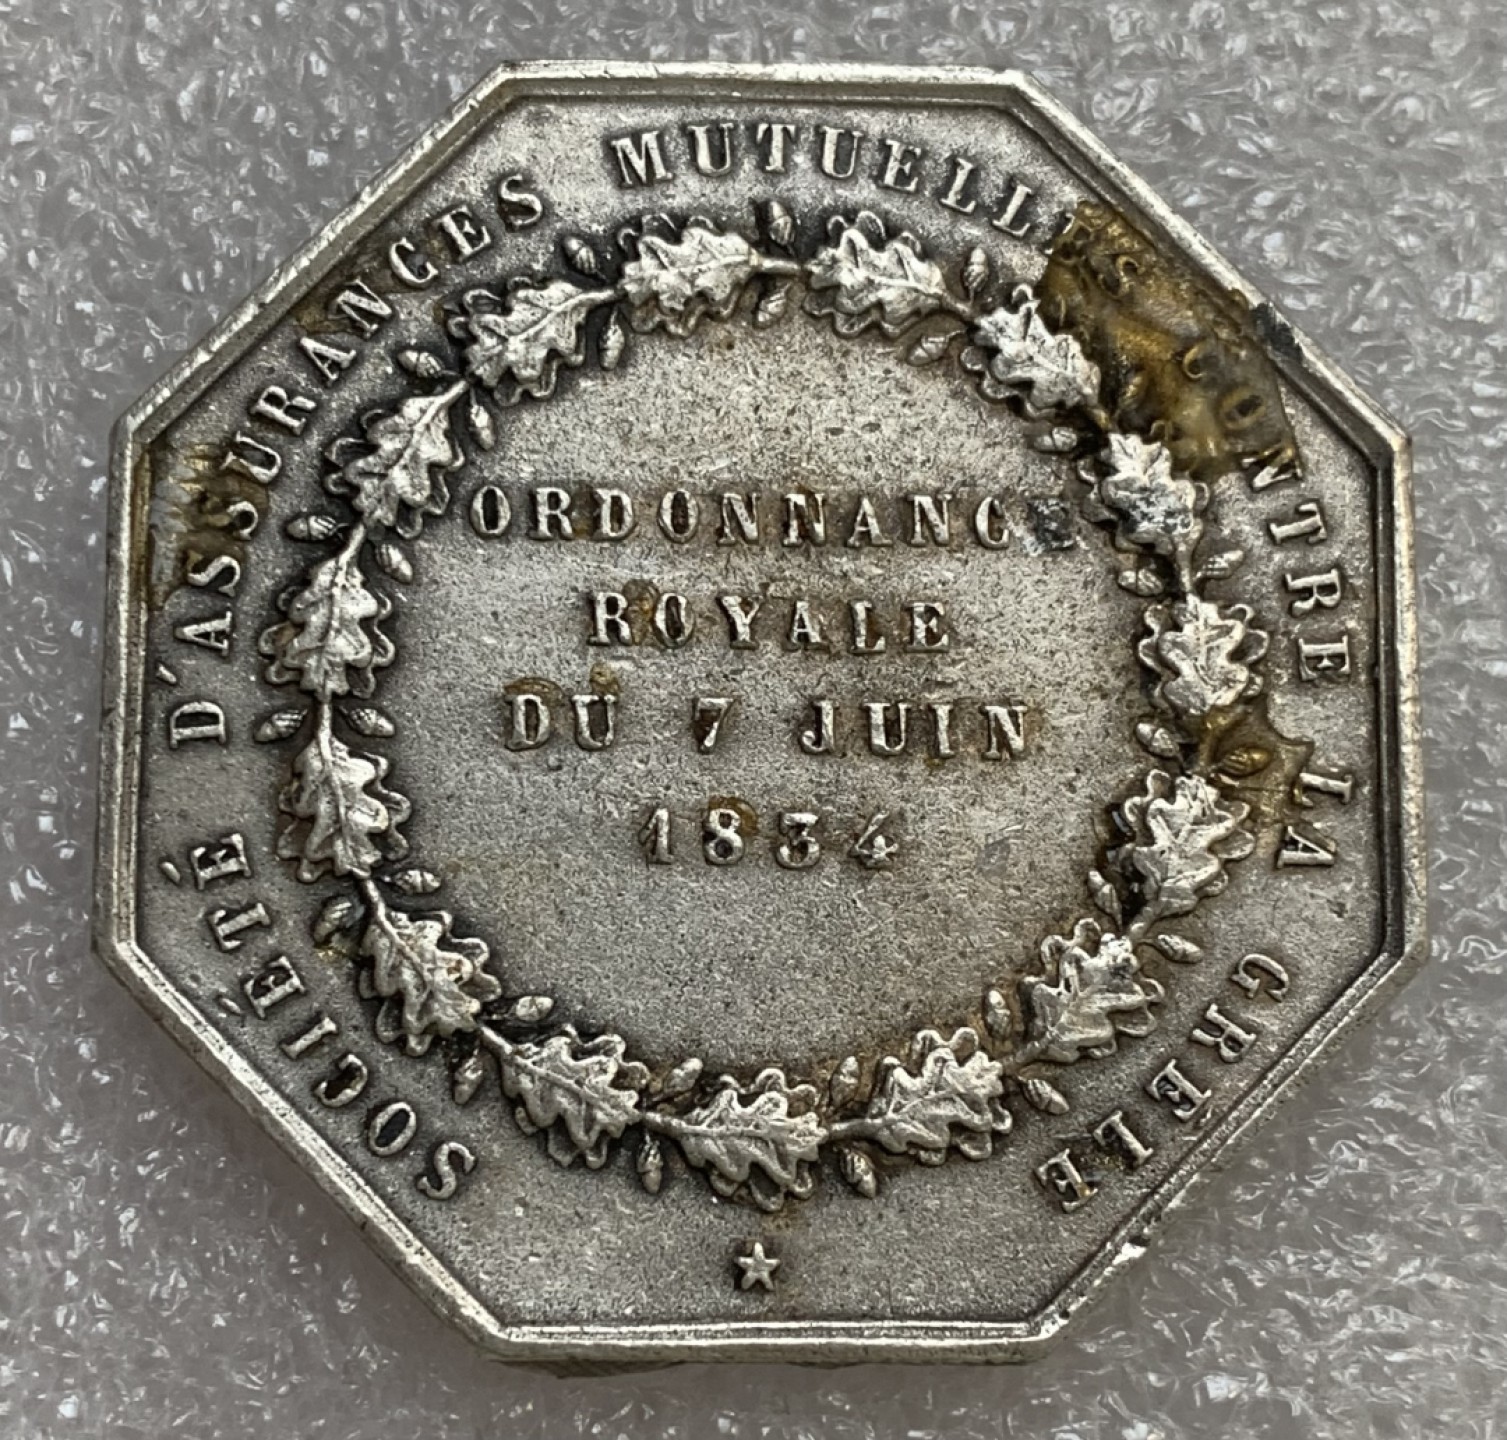 SOCIÉTÉ D'ASSURANCES MUTUELLES CONTRE LA GRÊLE
ORDONNANCE
ROYALE
DU 7 JUIN
1834